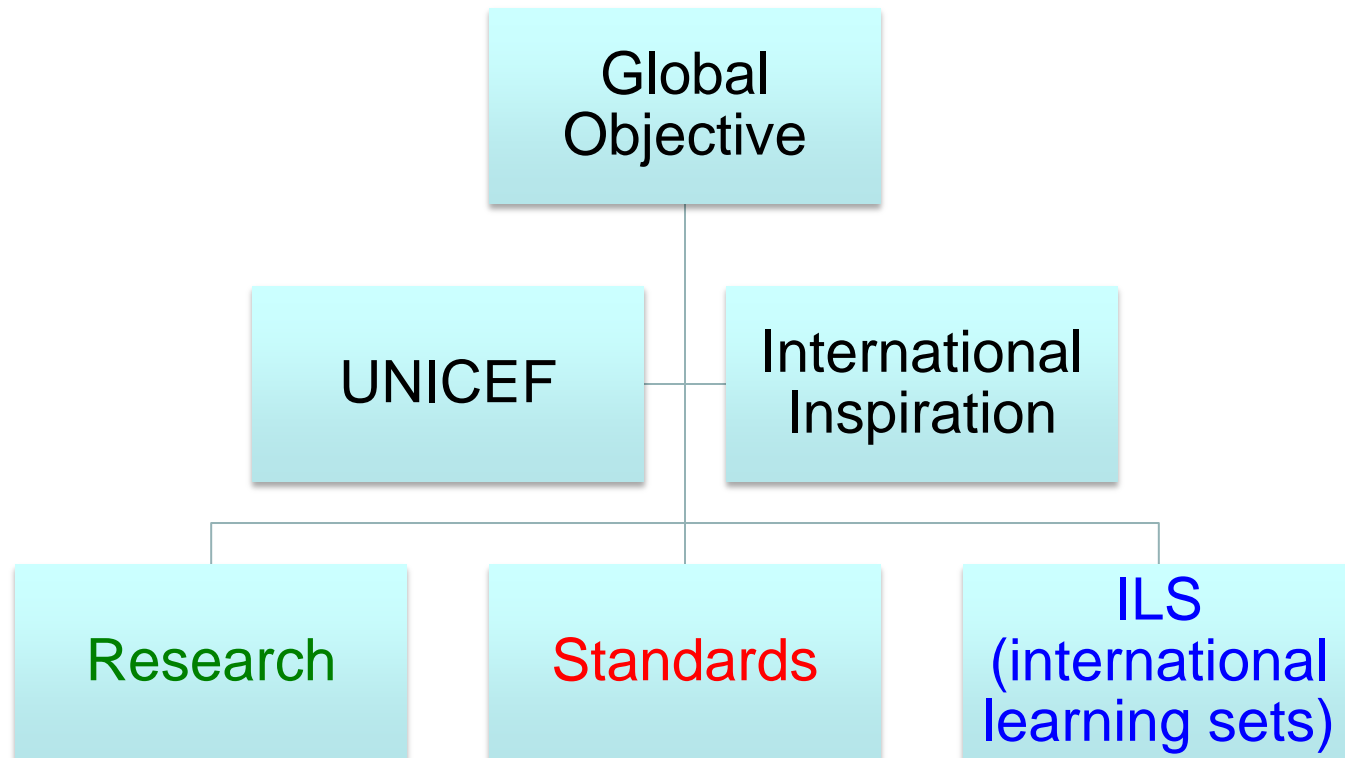 Global
Objective
UNICEF
International
Inspiration
Research
Standards
ILS
(international
learning sets)